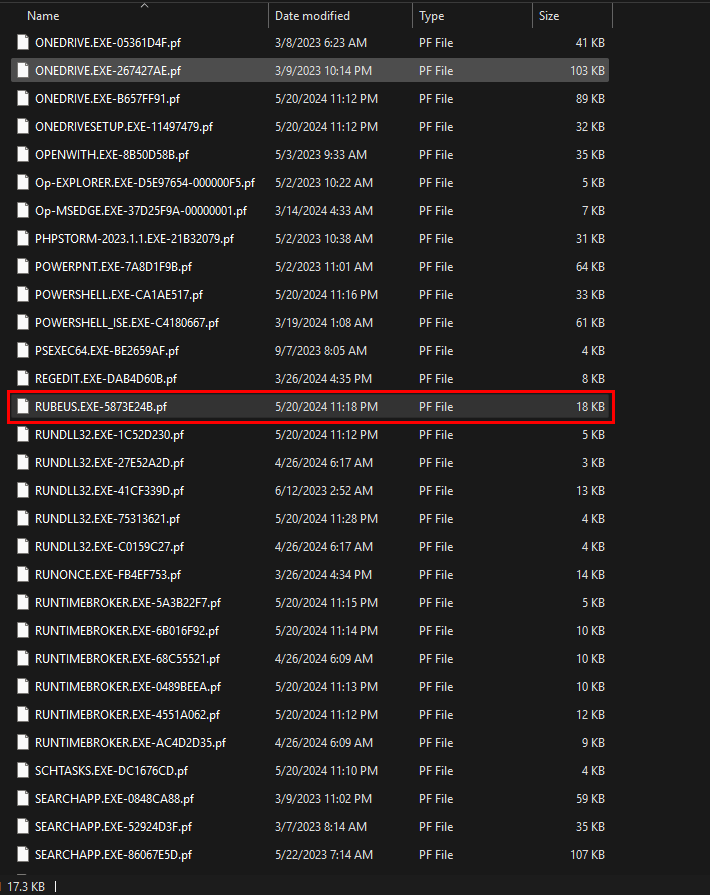 Name Date modified Type Size
ONEDRIVE.EXE-05361D4F.pf 3/8/2023 6:23 AM PF File 41 KB
ONEDRIVE.EXE-267427AE.pf 3/9/2023 10:14 PM PF File 103 KB
ONEDRIVE.EXE-B657FF91.pf 5/20/2024 11:12 PM PF File 89 KB
ONEDRIVESETUP.EXE-11497479.pf 5/20/2024 11:12 PM PF File 32 KB
OPENWITH.EXE-8B50D58B.pf 5/3/2023 9:33 AM PF File 35 KB
Op-EXPLORER.EXE-D5E97654-000000F5.pf 5/2/2023 10:22 AM PF File 5 KB
Op-MSEDGE.EXE-37D25F9A-00000001.pf 3/14/2024 4:33 AM PF File 7 KB
PHPSTORM-2023.1.1.EXE-21B32079.pf 5/2/2023 10:38 AM PF File 31 KB
POWERPNT.EXE-7A8D1F9B.pf 5/2/2023 11:01 AM PF File 64 KB
POWERSHELL.EXE-CA1AE517.pf 5/20/2024 11:16 PM PF File 33 KB
POWERSHELL_ISE.EXE-C4180667.pf 3/19/2024 1:08 AM PF File 61 KB
PSEXEC64.EXE-BE2659AF.pf 9/7/2023 8:05 AM PF File 4 KB
REGEDIT.EXE-DAB4D60B.pf 3/26/2024 4:35 PM PF File 8 KB
RUBEUS.EXE-5873E24B.pf 5/20/2024 11:18 PM PF File 18 KB
RUNDLL32.EXE-1C52D230.pf 5/20/2024 11:12 PM PF File 5 KB
RUNDLL32.EXE-27E52A2D.pf 4/26/2024 6:17 AM PF File 3 KB
RUNDLL32.EXE-41CF339D.pf 6/12/2023 2:52 AM PF File 13 KB
RUNDLL32.EXE-75313621.pf 5/20/2024 11:28 PM PF File 4 KB
RUNDLL32.EXE-C0159C27.pf 4/26/2024 6:17 AM PF File 4 KB
RUNONCE.EXE-FB4EF753.pf 3/26/2024 4:34 PM PF File 14 KB
RUNTIMEBROKER.EXE-5A3B22F7.pf 5/20/2024 11:15 PM PF File 5 KB
RUNTIMEBROKER.EXE-6B016F92.pf 5/20/2024 11:14 PM PF File 10 KB
RUNTIMEBROKER.EXE-68C55521.pf 4/26/2024 6:09 AM PF File 10 KB
RUNTIMEBROKER.EXE-0489BEEA.pf 5/20/2024 11:13 PM PF File 10 KB
RUNTIMEBROKER.EXE-4551A062.pf 5/20/2024 11:12 PM PF File 12 KB
RUNTIMEBROKER.EXE-AC4D2D35.pf 4/26/2024 6:09 AM PF File 9 KB
SCHTASKS.EXE-DC1676CD.pf 5/20/2024 11:10 PM PF File 4 KB
SEARCHAPP.EXE-0848CA88.pf 3/9/2023 11:02 PM PF File 59 KB
SEARCHAPP.EXE-52924D3F.pf 3/7/2023 8:14 AM PF File 35 KB
SEARCHAPP.EXE-86067E5D.pf 5/22/2023 7:14 AM PF File 107 KB
17.3 KB